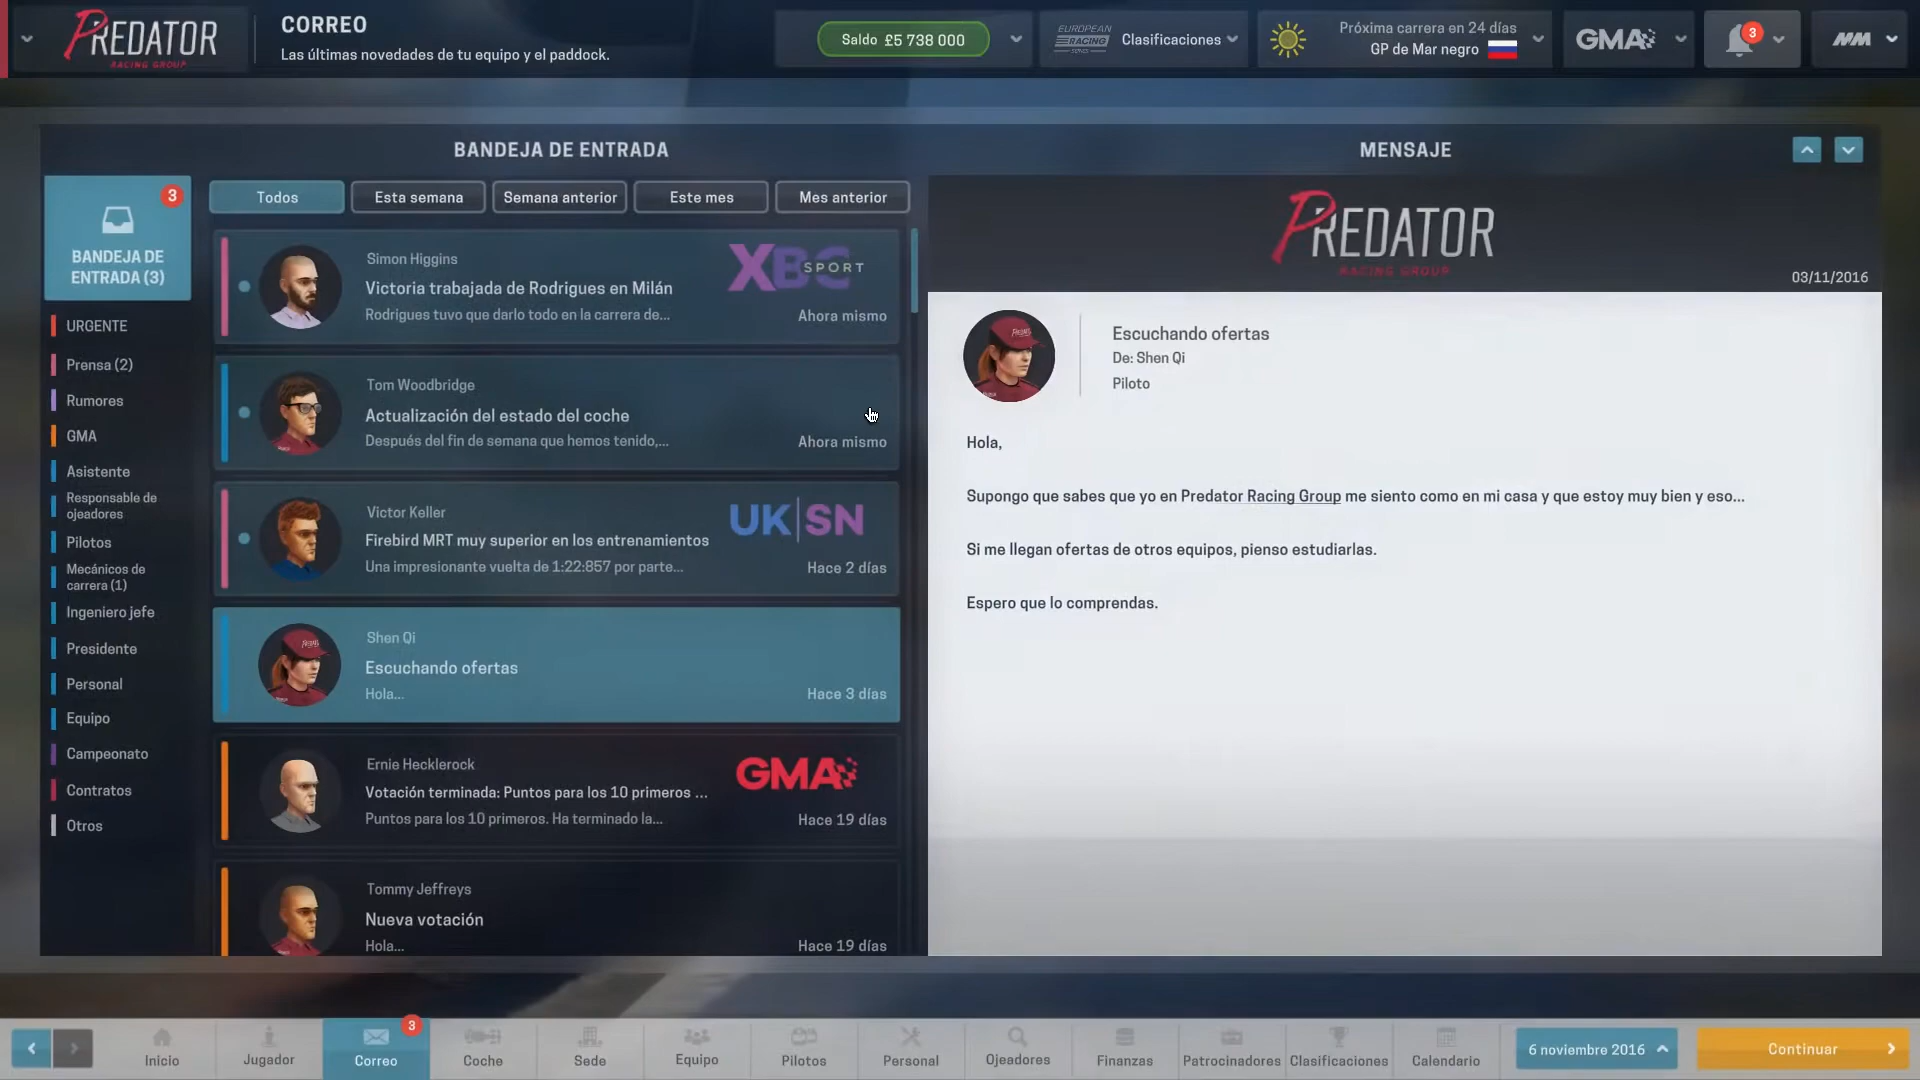 PREDATOR
RACING GROUP
CORREO
Las últimas novedades de tu equipo y el paddock.
Saldo £5 738 000
EUROPEAN
RACING
SERIES
Clasificaciones
Próxima carrera en 24 días
GP de Mar negro
GMA
3
MM
BANDEJA DE ENTRADA
MENSAJE
3
BANDEJA DE
ENTRADA (3)
URGENTE
Prensa (2)
Rumores
GMA
Asistente
Responsable de
ojeadores
Pilotos
Mecánicos de
carrera (1)
Ingeniero jefe
Presidente
Personal
Equipo
Campeonato
Contratos
Otros
Todos
Esta semana
Semana anterior
Este mes
Mes anterior
Simon Higgins
Victoria trabajada de Rodrigues en Milán
Rodrigues tuvo que darlo todo en la carrera de...
XBC SPORT
Ahora mismo
Tom Woodbridge
Actualización del estado del coche
Después del fin de semana que hemos tenido,...
Ahora mismo
Victor Keller
Firebird MRT muy superior en los entrenamientos
Una impresionante vuelta de 1:22:857 por parte...
UK|SN
Hace 2 días
Shen Qi
Escuchando ofertas
Hola...
Hace 3 días
Ernie Hecklerock
Votación terminada: Puntos para los 10 primeros ...
Puntos para los 10 primeros. Ha terminado la...
GMA
Hace 19 días
Tommy Jeffreys
Nueva votación
Hola...
Hace 19 días
PREDATOR
RACING GROUP
03/11/2016
Escuchando ofertas
De: Shen Qi
Piloto
Hola,
Supongo que sabes que yo en Predator Racing Group me siento como en mi casa y que estoy muy bien y eso...
Si me llegan ofertas de otros equipos, pienso estudiarlas.
Espero que lo comprendas.
Inicio
Jugador
3
Correo
Coche
Sede
Equipo
Pilotos
Personal
Ojeadores
Finanzas
Patrocinadores
Clasificaciones
Calendario
6 noviembre 2016
Continuar